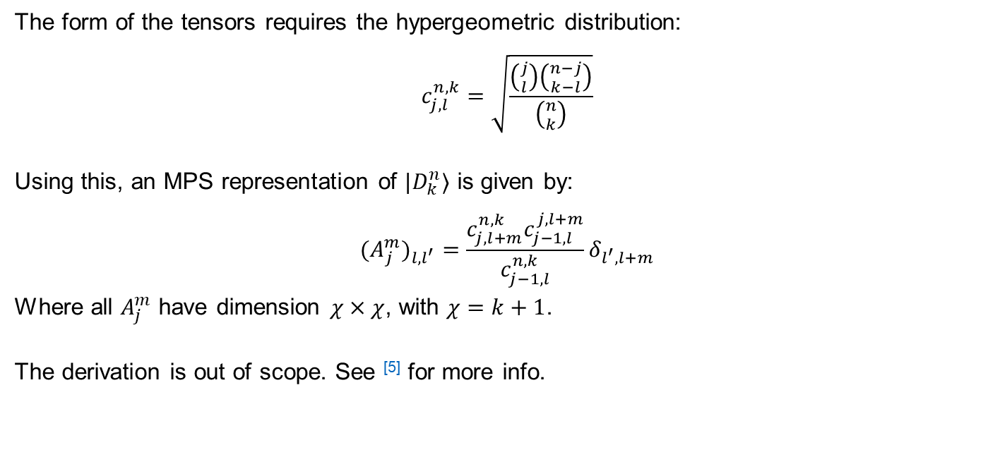 The form of the tensors requires the hypergeometric distribution:
$c_{j,l}^{n,k} = \sqrt{\frac{\binom{j}{l}\binom{n-j}{k-l}}{\binom{n}{k}}}$
Using this, an MPS representation of $|D_k^n\rangle$ is given by:
$(A_j^m)_{l,l'} = \frac{c_{j,l+m}^{n,k} c_{j-1,l}^{j,l+m}}{c_{j-1,l}^{n,k}} \delta_{l',l+m}$
Where all $A_j^m$ have dimension $\chi \times \chi$, with $\chi = k + 1$.
The derivation is out of scope. See [5] for more info.